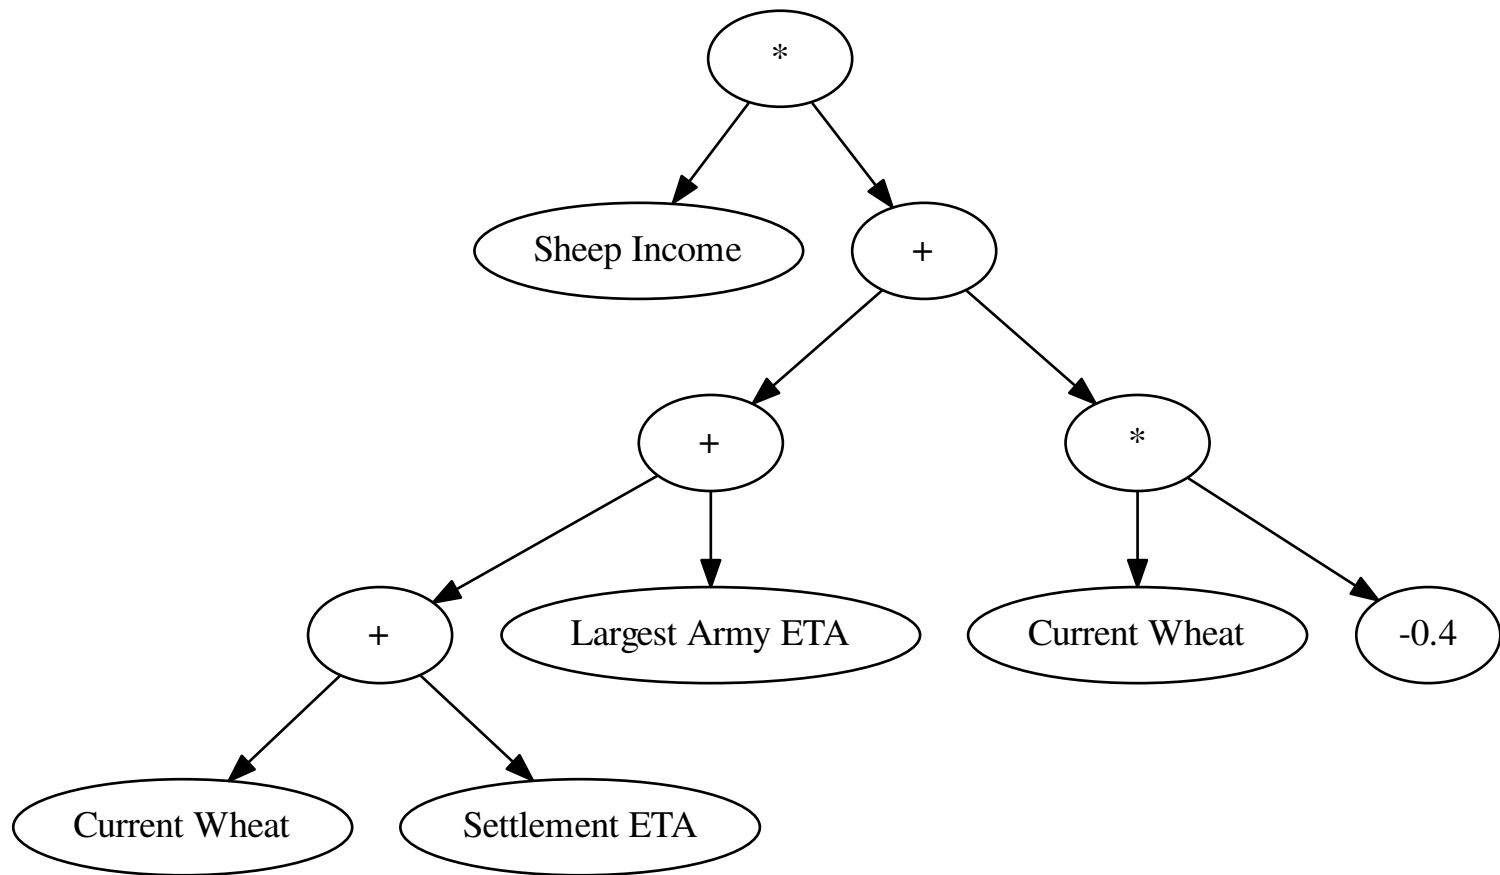 *
Sheep Income
+
+
*
+
Largest Army ETA
Current Wheat
-0.4
Current Wheat
Settlement ETA